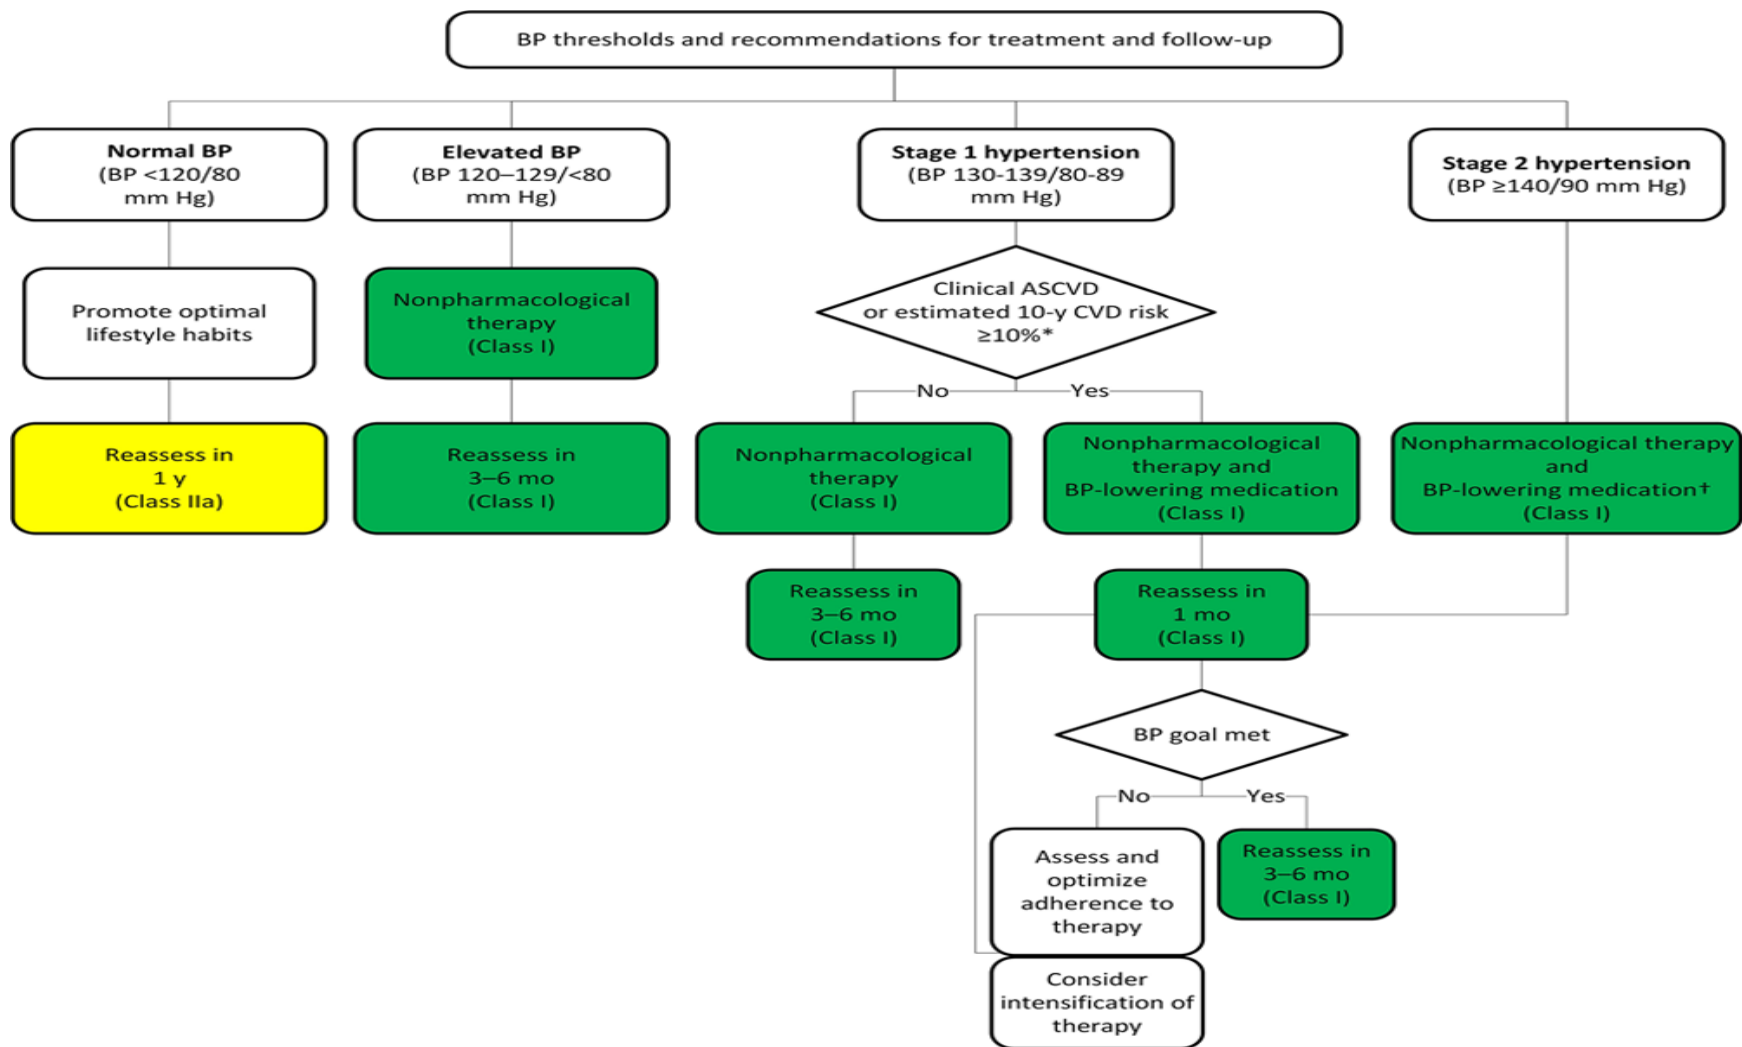 BP thresholds and recommendations for treatment and follow-up
Normal BP
(BP <120/80
mm Hg)
Elevated BP
(BP 120–129/<80
mm Hg)
Stage 1 hypertension
(BP 130-139/80-89
mm Hg)
Stage 2 hypertension
(BP ≥140/90 mm Hg)
Promote optimal
lifestyle habits
Nonpharmacological
therapy
(Class I)
Clinical ASCVD
or estimated 10-y CVD risk
≥10%*
No
Yes
Reassess in
1 y
(Class IIa)
Reassess in
3–6 mo
(Class I)
Nonpharmacological
therapy
(Class I)
Nonpharmacological
therapy and
BP-lowering medication
(Class I)
Nonpharmacological therapy
and
BP-lowering medication†
(Class I)
Reassess in
3–6 mo
(Class I)
Reassess in
1 mo
(Class I)
BP goal met
No
Yes
Assess and
optimize
adherence to
therapy
Reassess in
3–6 mo
(Class I)
Consider
intensification of
therapy